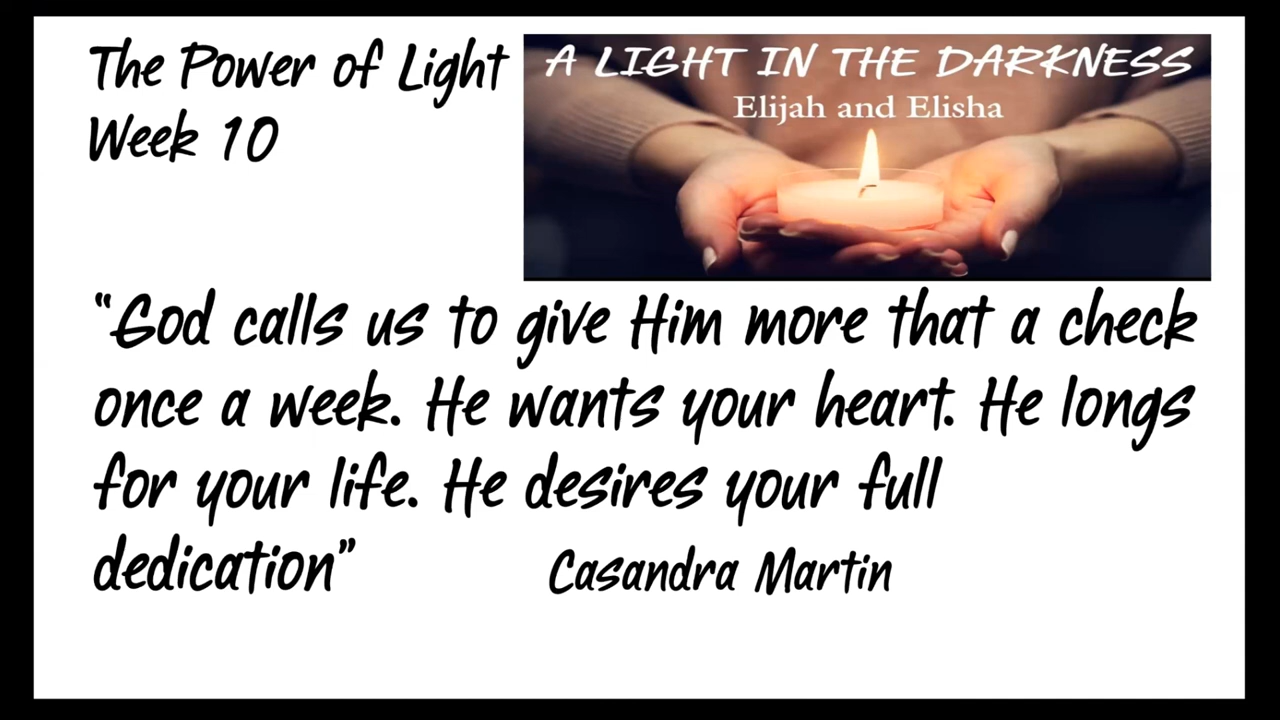 The Power of Light
Week 10
A LIGHT IN THE DARKNESS
Elijah and Elisha
“God calls us to give Him more that a check
once a week. He wants your heart. He longs
for your life. He desires your full
dedication”
Casandra Martin